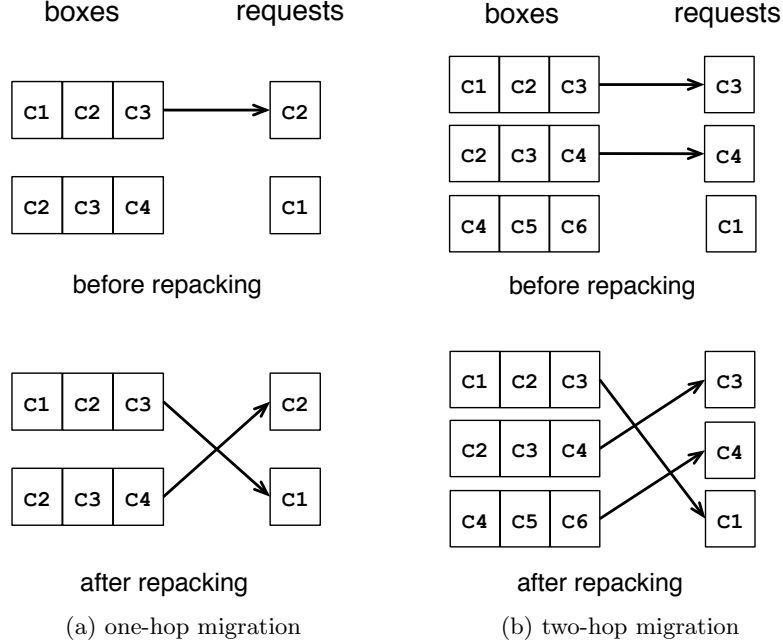 boxes requests
c1 c2 c3 c2
c2 c3 c4 c1
before repacking
c1 c2 c3 c2
c2 c3 c4 c1
after repacking
(a) one-hop migration
boxes requests
c1 c2 c3 c3
c2 c3 c4 c4
c4 c5 c6 c1
before repacking
c1 c2 c3 c3
c2 c3 c4 c4
c4 c5 c6 c1
after repacking
(b) two-hop migration